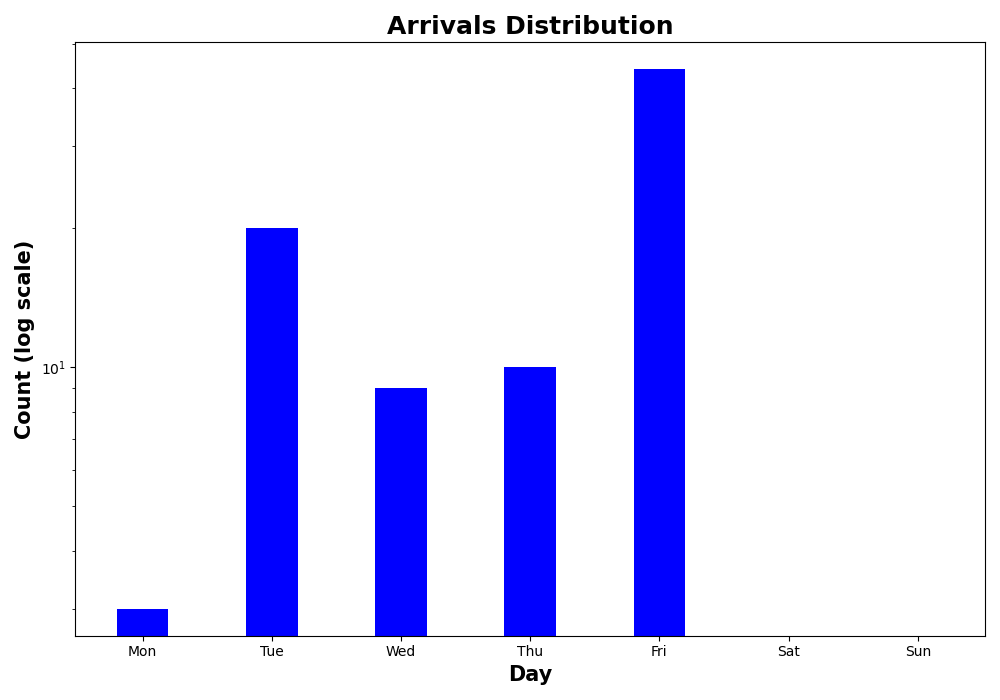 Arrivals Distribution
Count (log scale)
10¹
Mon Tue Wed Thu Fri Sat Sun
Day